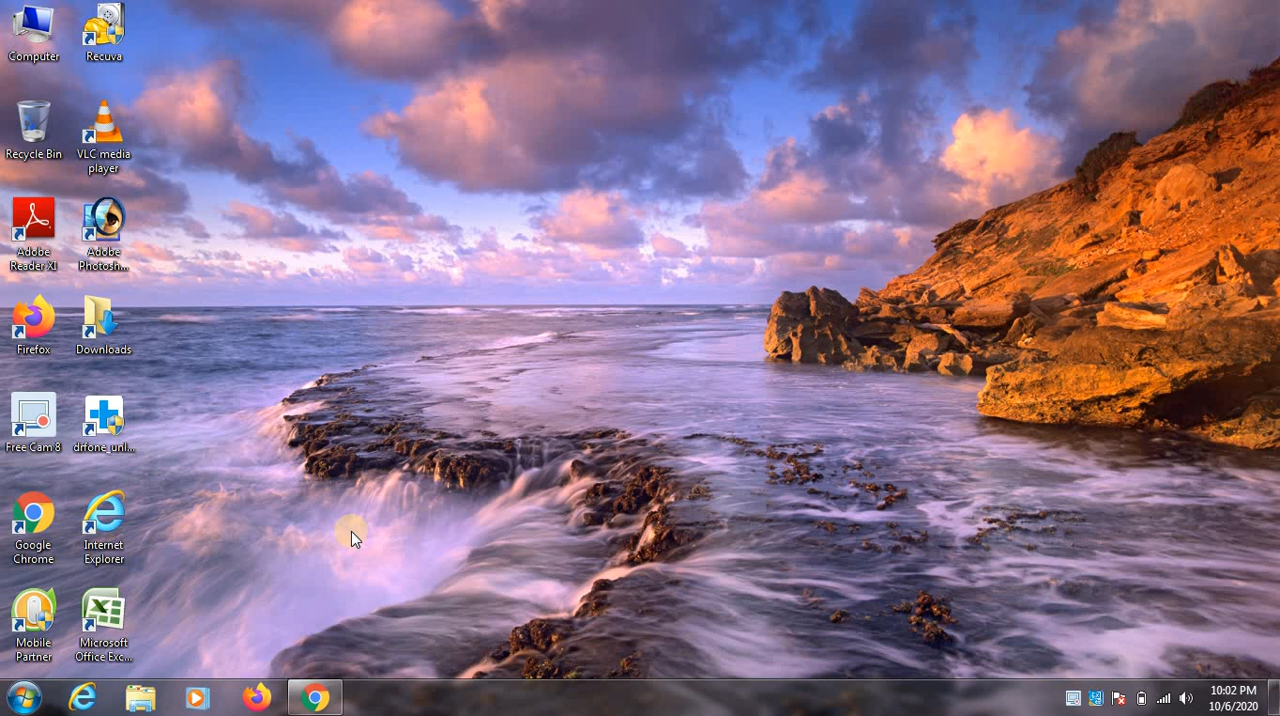 Computer
Recuva
Recycle Bin
VLC media
player
Adobe
Reader XI
Adobe
Photosh...
Firefox
Downloads
Free Cam 8
drfone_unl...
Google
Chrome
Internet
Explorer
Mobile
Partner
Microsoft
Office Exc...
10:02 PM
10/6/2020